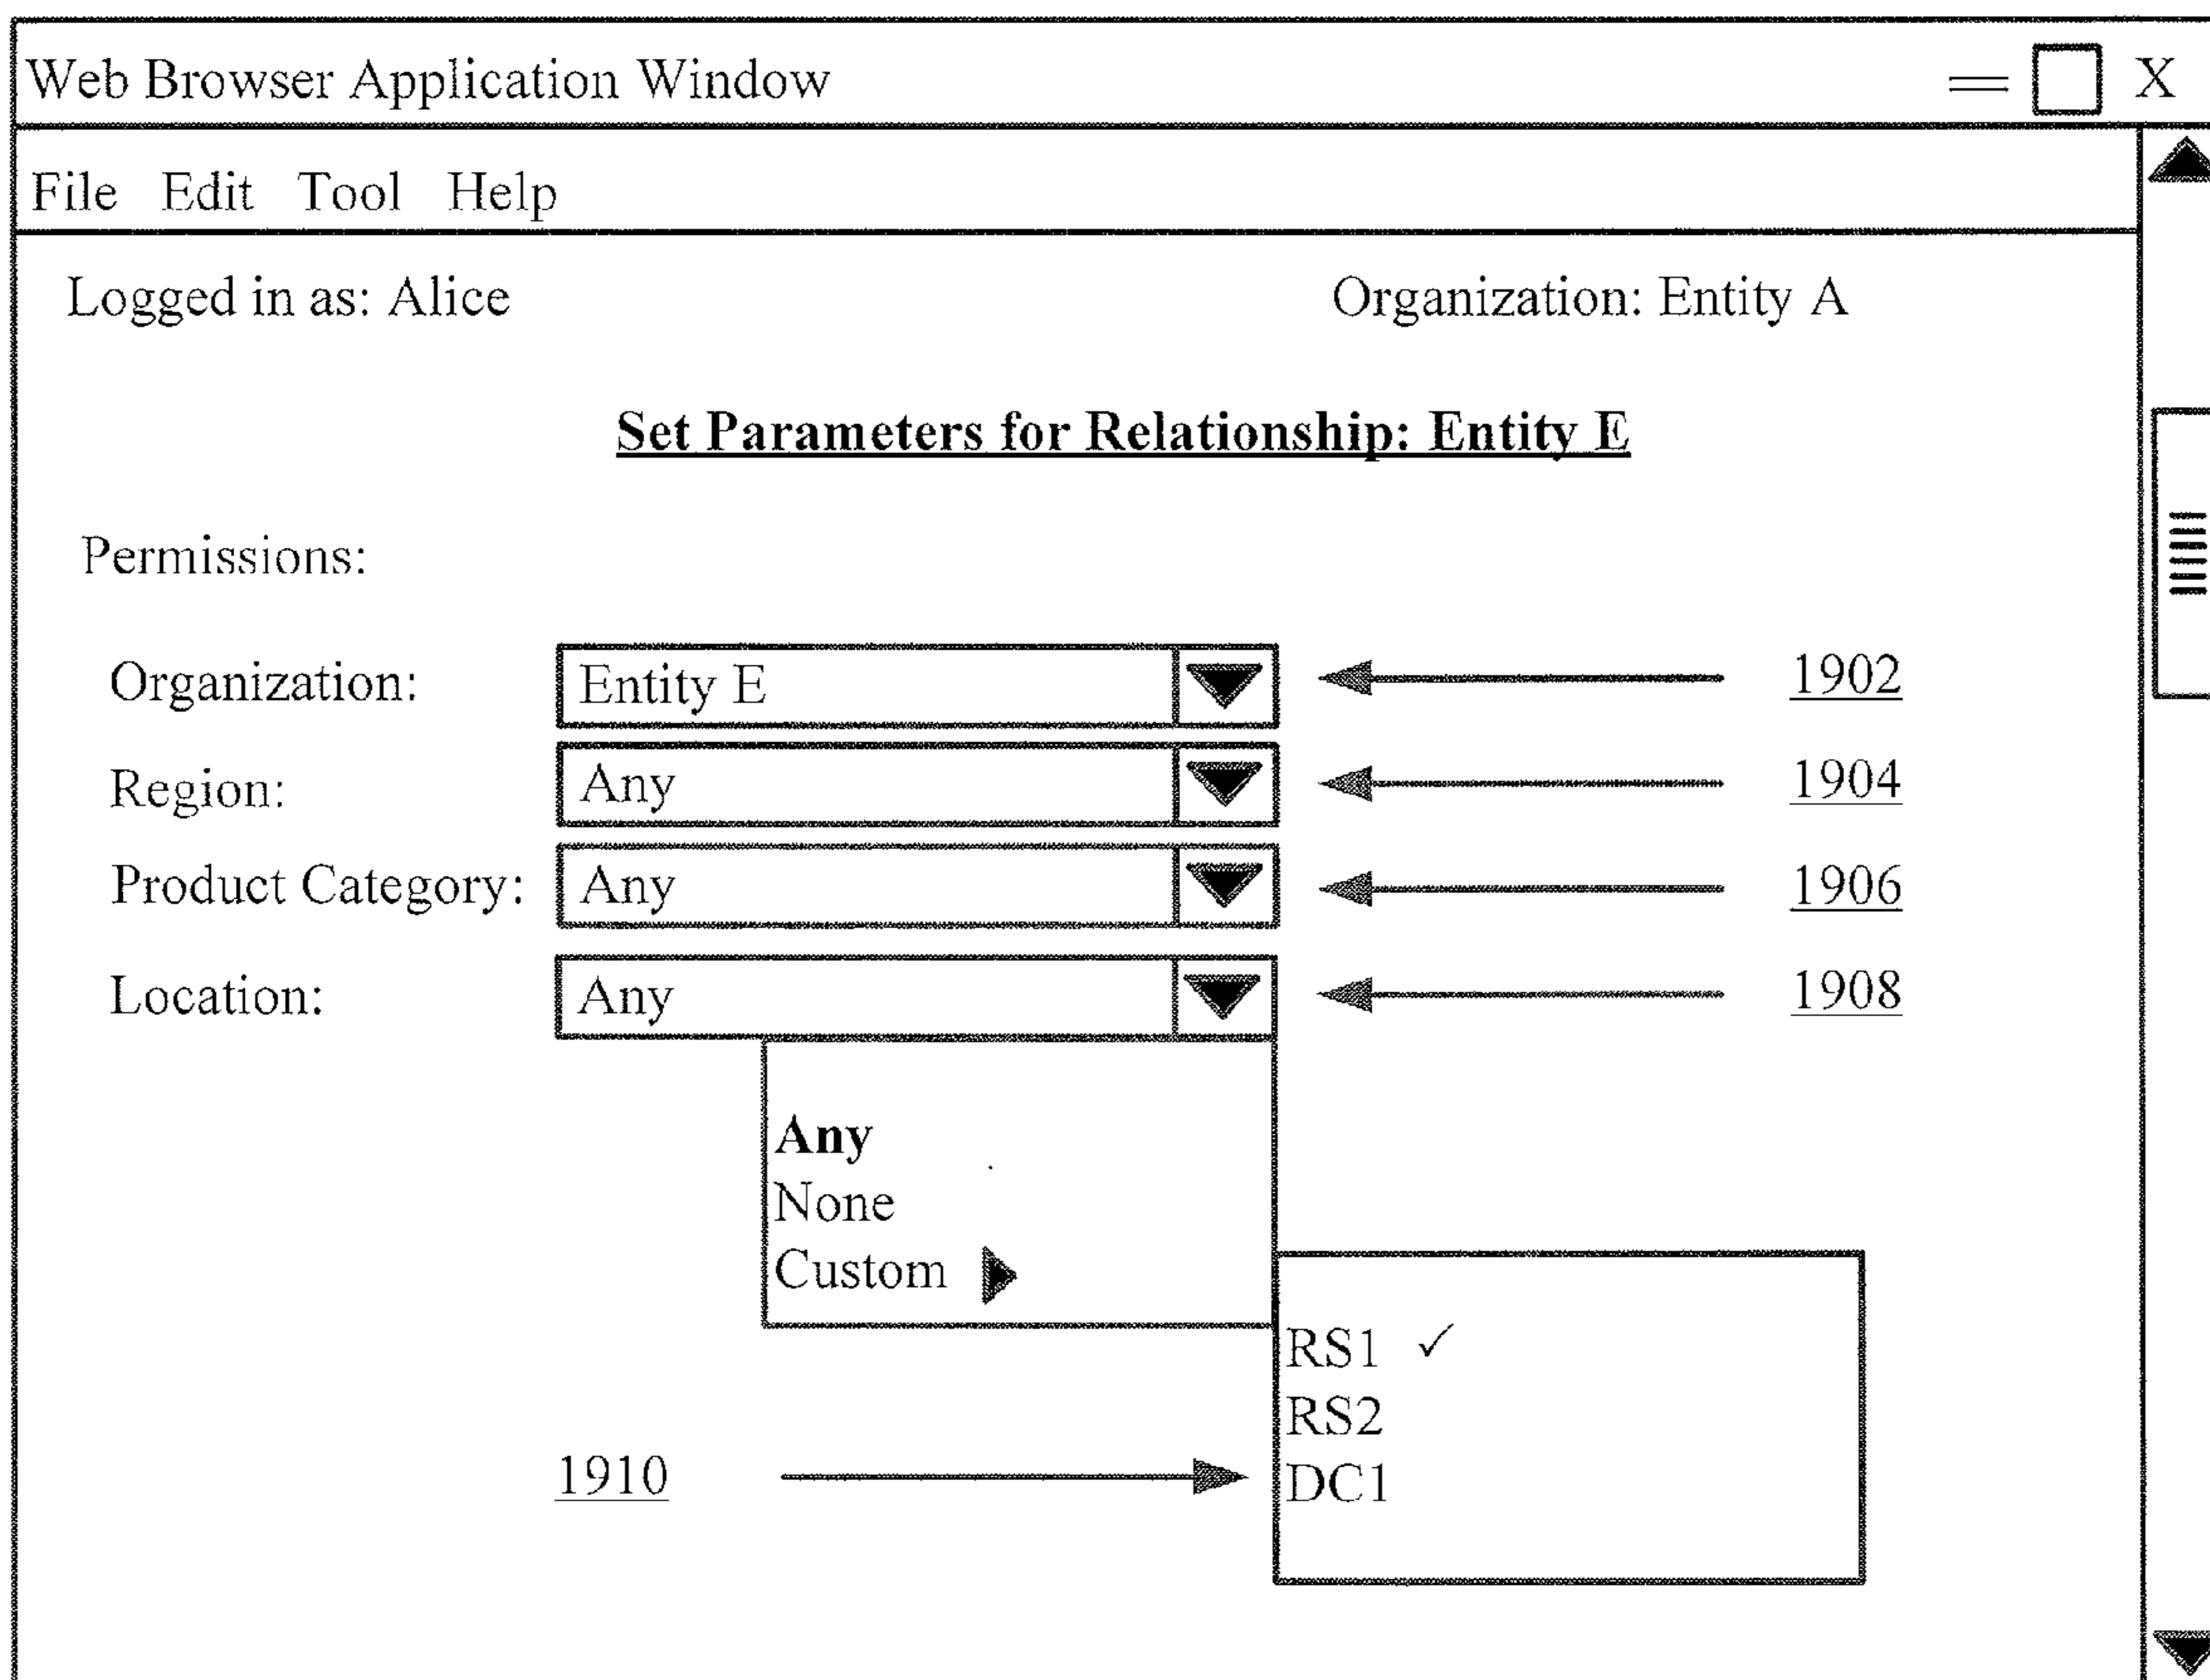 Web Browser Application Window X
File Edit Tool Help
Logged in as: Alice Organization: Entity A
Set Parameters for Relationship: Entity E
Permissions:
Organization: Entity E 1902
Region: Any 1904
Product Category: Any 1906
Location: Any 1908
Any
None
Custom
RS1 ✓
RS2
1910 DC1